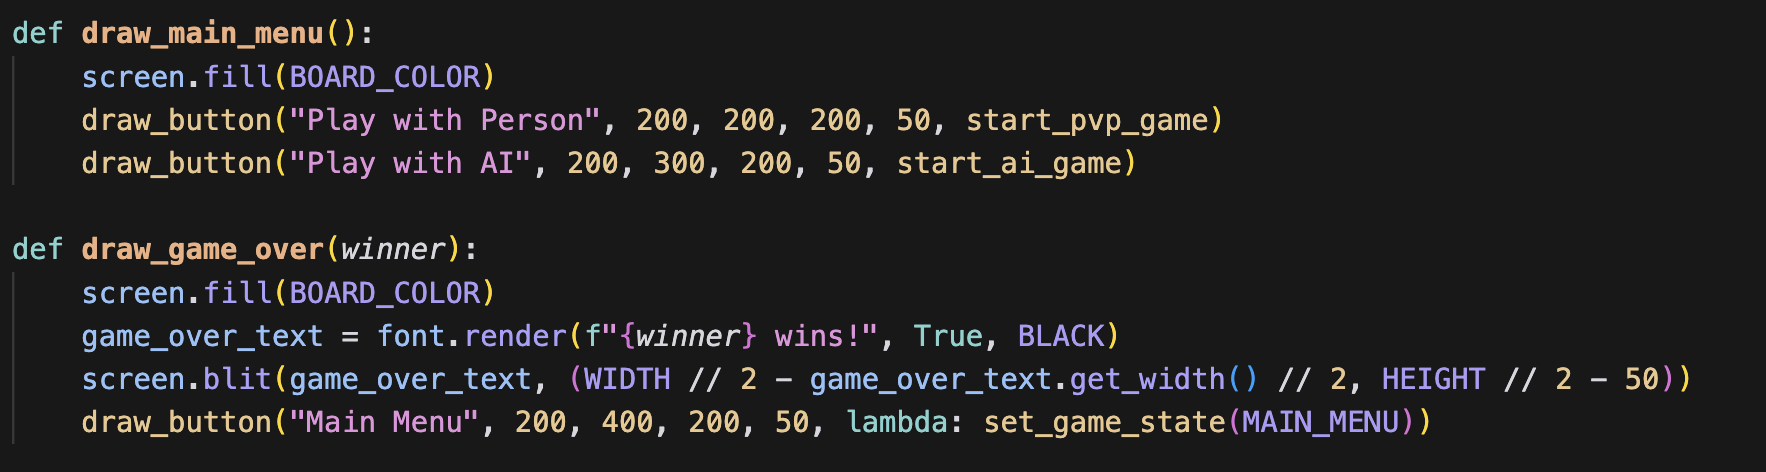 def draw_main_menu():
    screen.fill(BOARD_COLOR)
    draw_button("Play with Person", 200, 200, 200, 50, start_pvp_game)
    draw_button("Play with AI", 200, 300, 200, 50, start_ai_game)

def draw_game_over(winner):
    screen.fill(BOARD_COLOR)
    game_over_text = font.render(f"{winner} wins!", True, BLACK)
    screen.blit(game_over_text, (WIDTH // 2 - game_over_text.get_width() // 2, HEIGHT // 2 - 50))
    draw_button("Main Menu", 200, 400, 200, 50, lambda: set_game_state(MAIN_MENU))